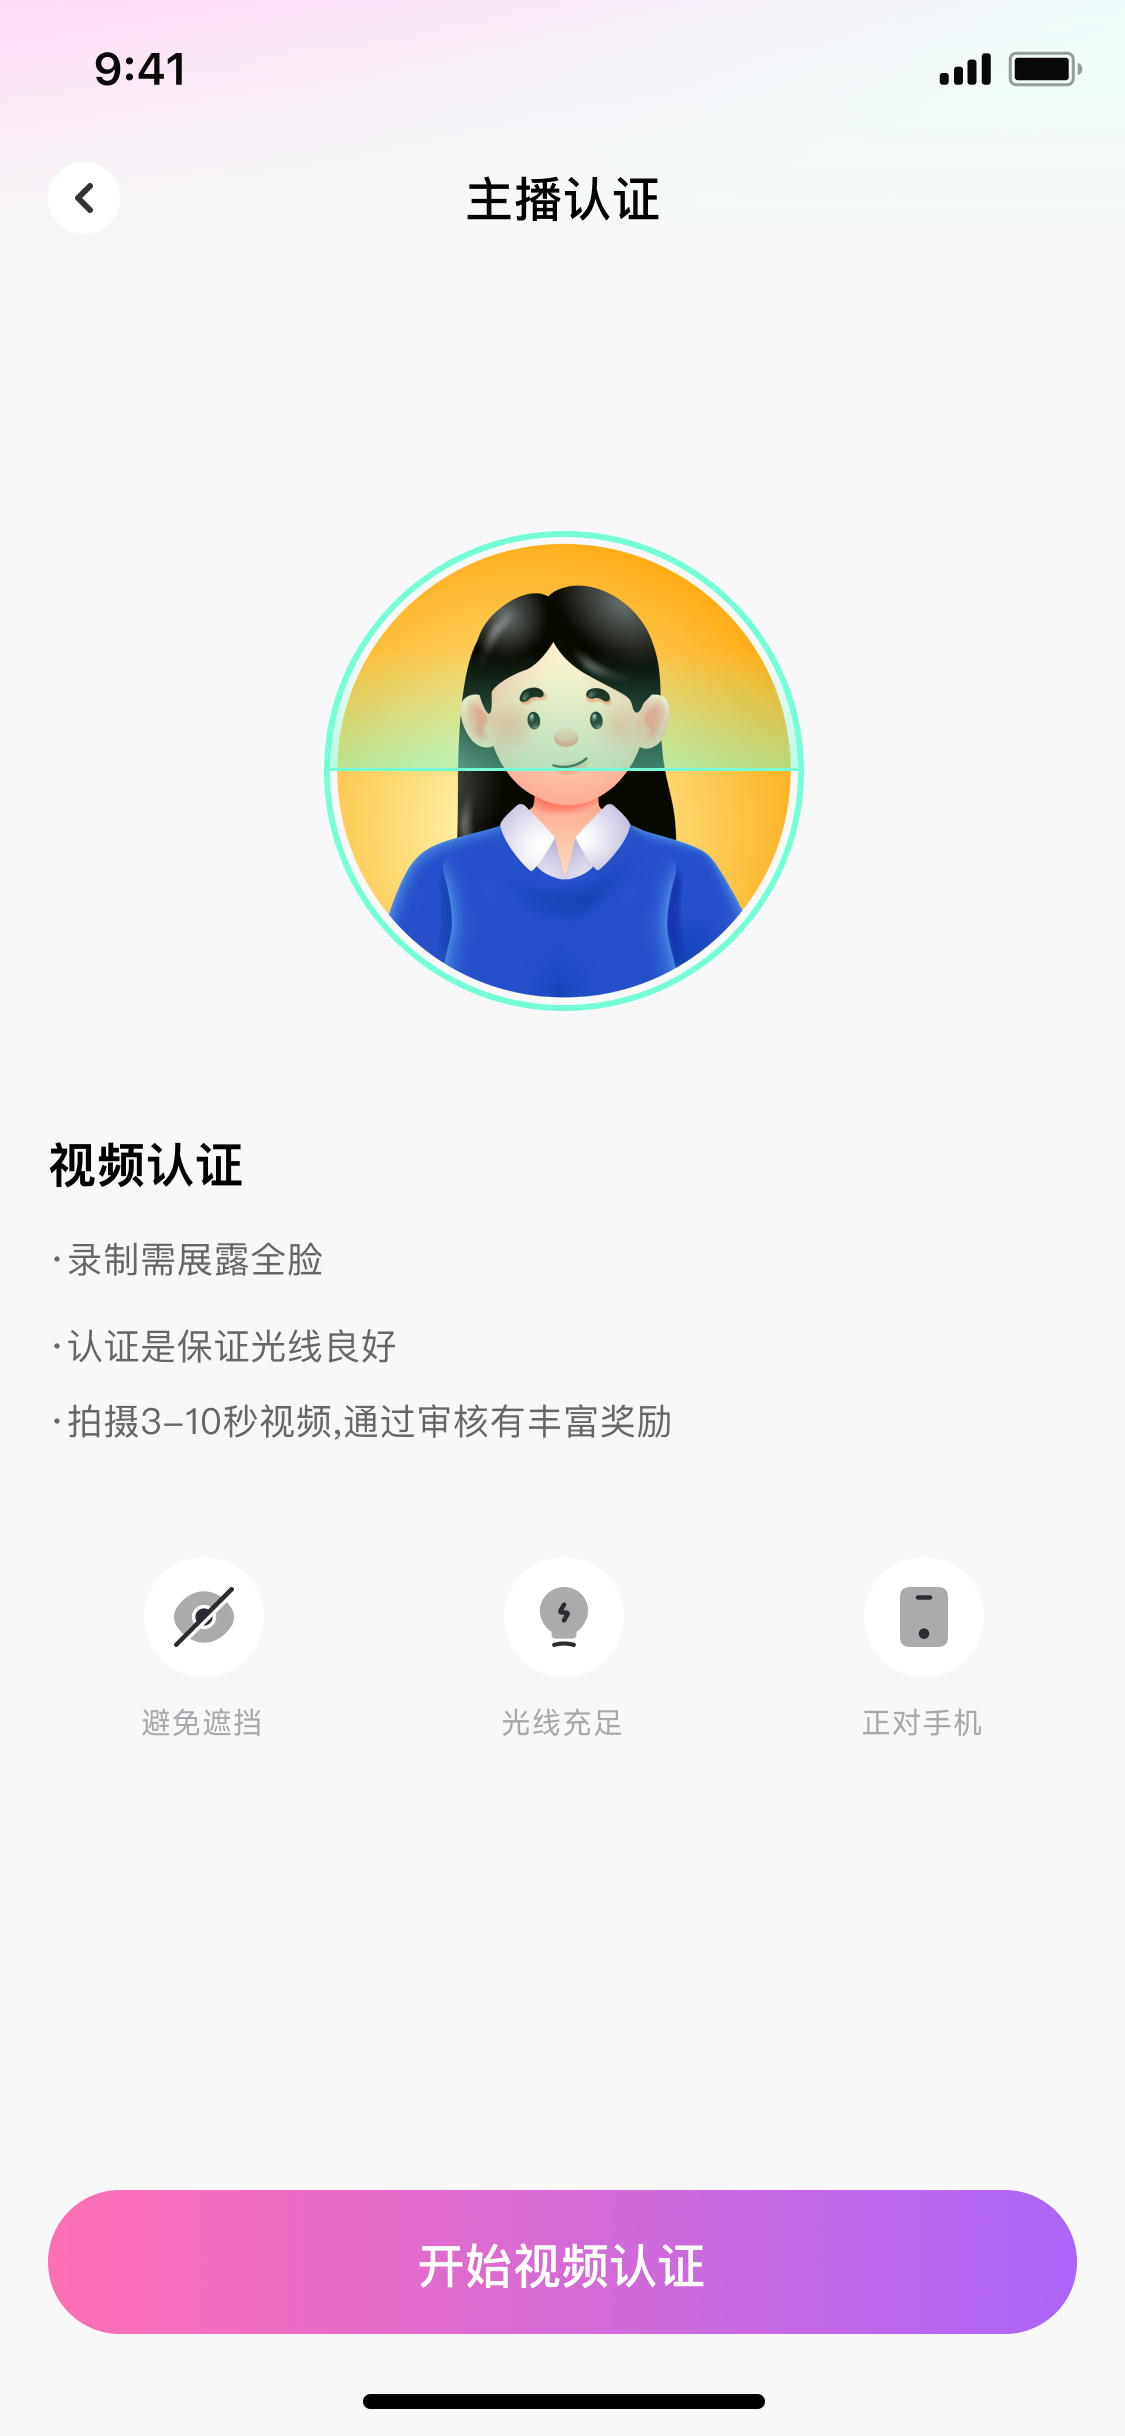 9:41
主播认证
视频认证
·录制需展露全脸
·认证是保证光线良好
·拍摄3-10秒视频,通过审核有丰富奖励
避免遮挡
光线充足
正对手机
开始视频认证